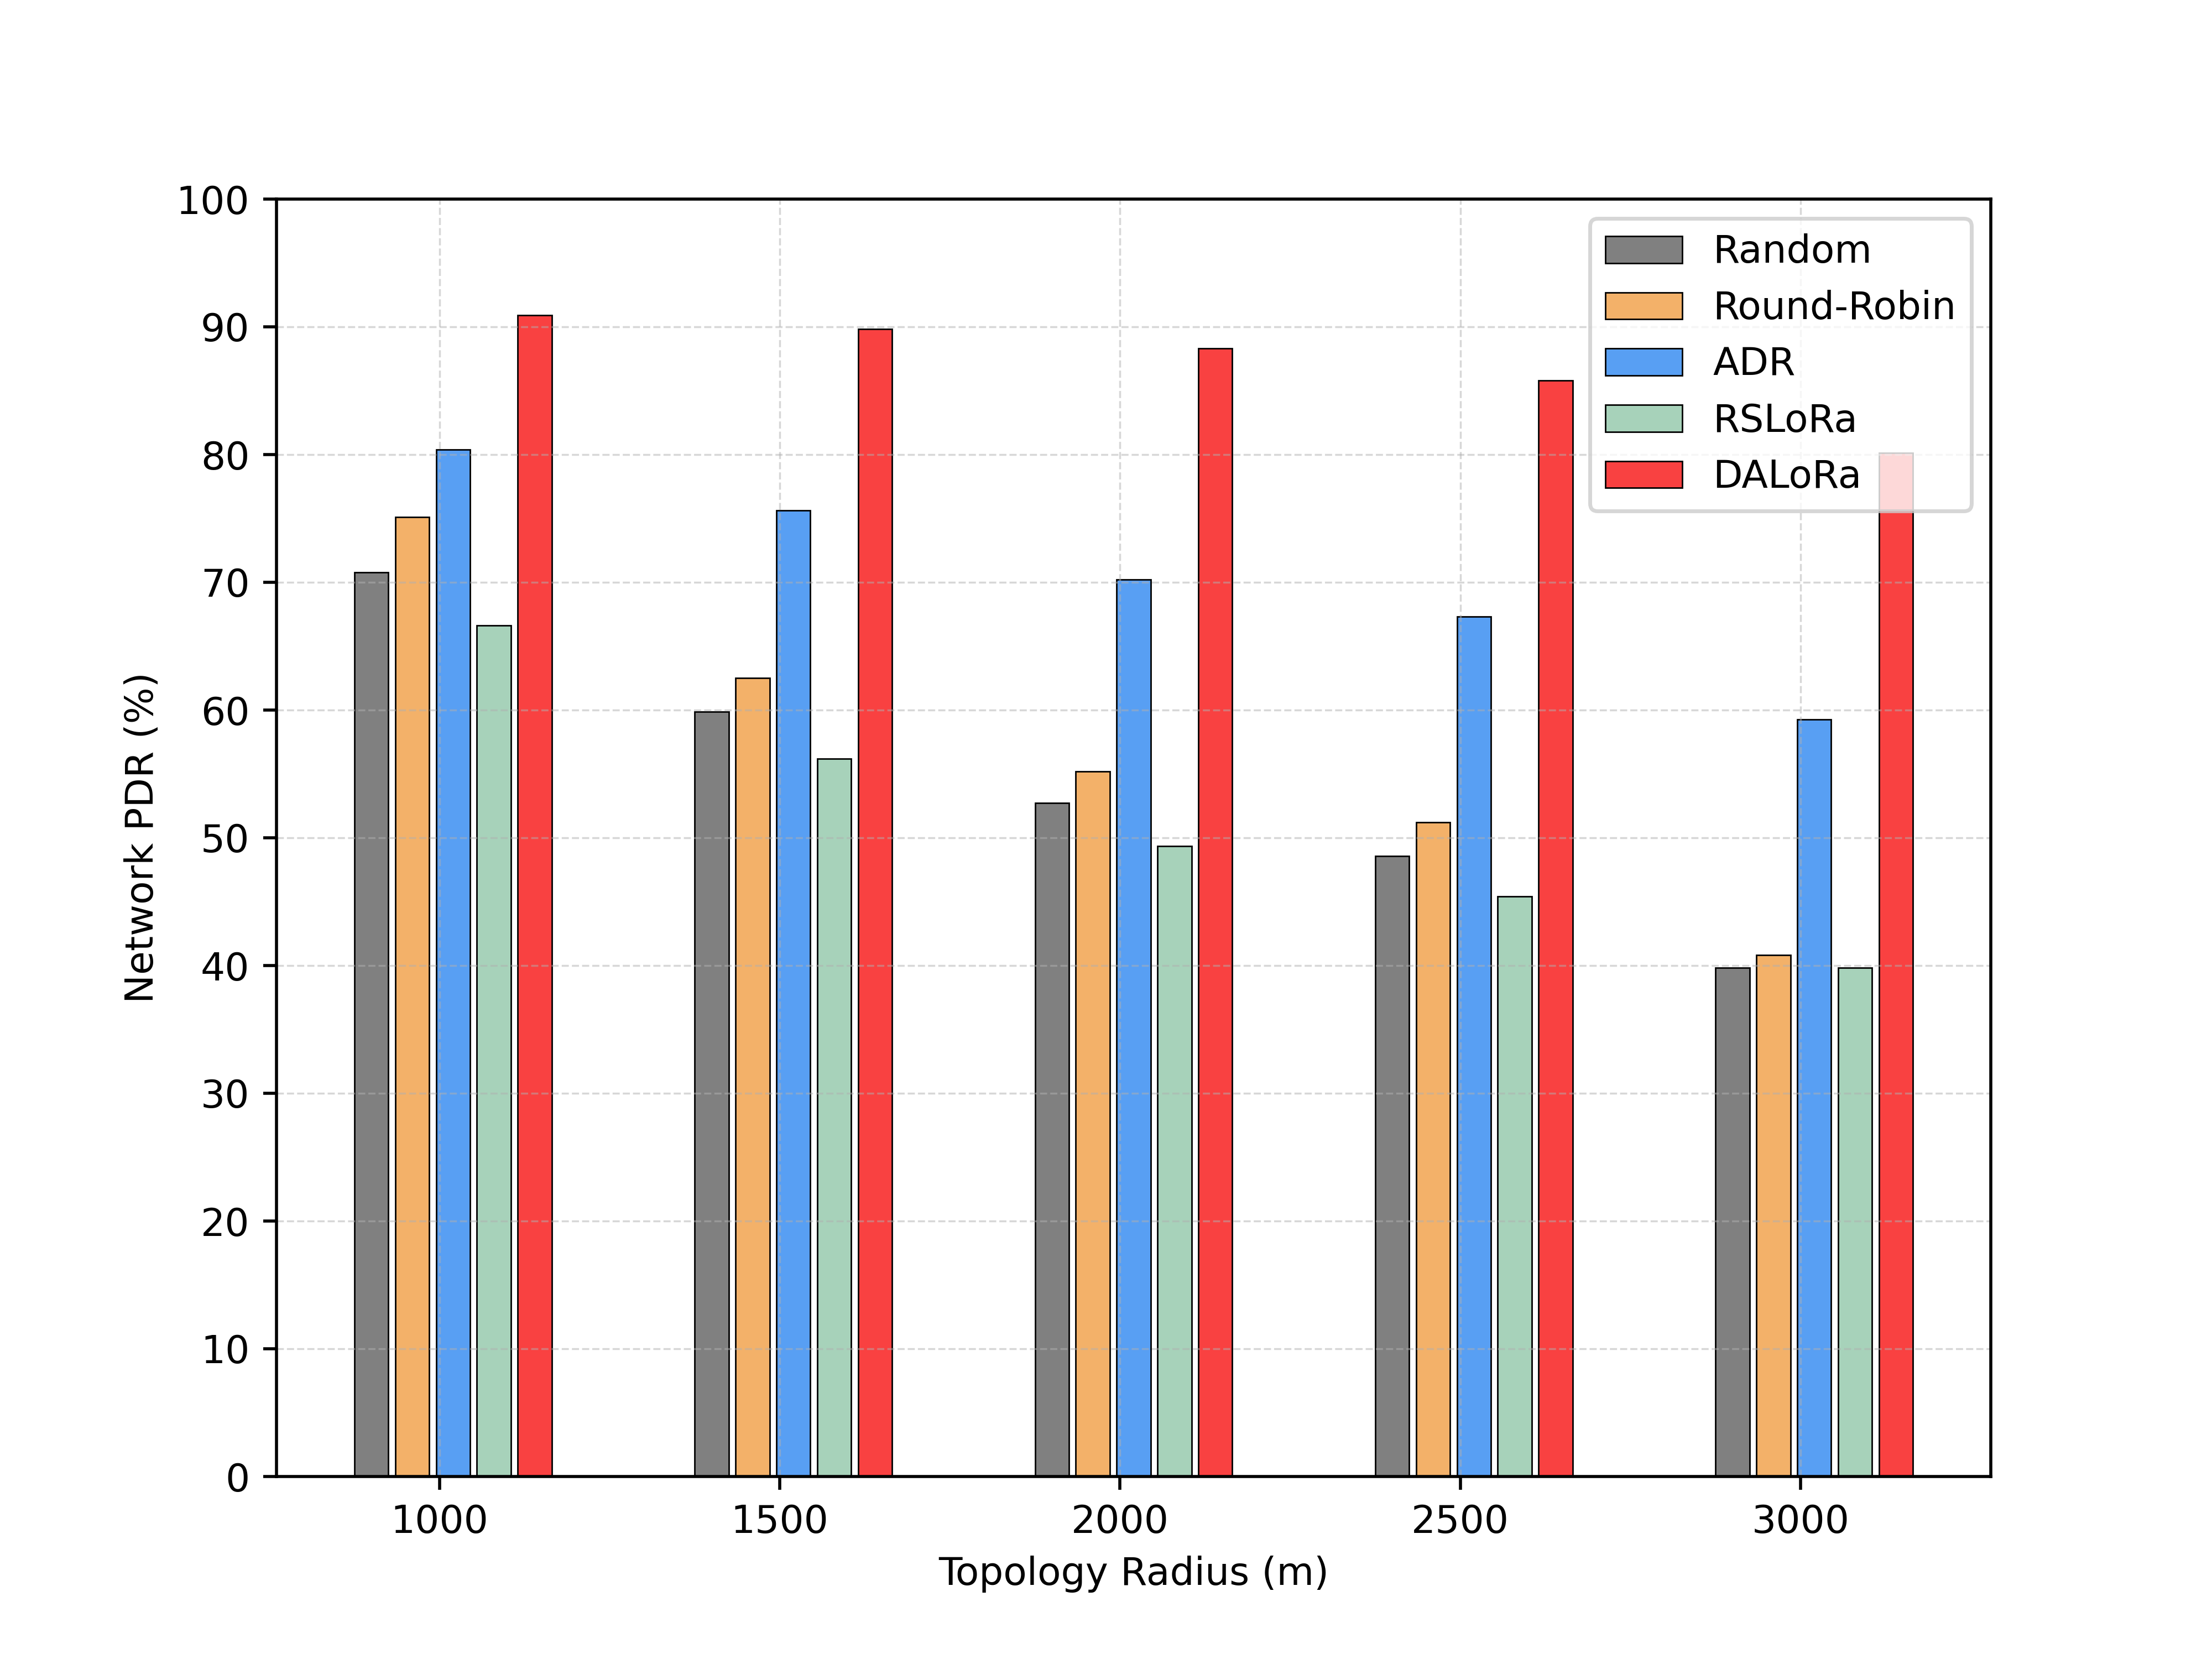 100
90
80
70
60
50
40
30
20
10
0
Network PDR (%)
Random
Round-Robin
ADR
RSLoRa
DALoRa
1000 1500 2000 2500 3000
Topology Radius (m)